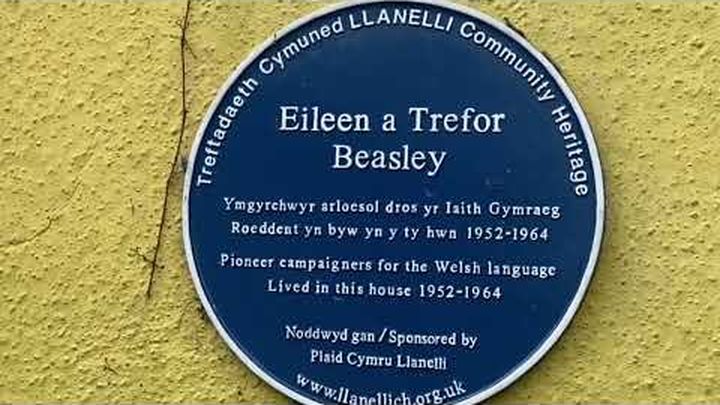 Treftadaeth Cymuned LLANELLI Community Heritage
Eileen a Trefor
Beasley
Ymgyrchwyr arloesol dros yr Iaith Gymraeg
Roeddent yn byw yn y ty hwn 1952-1964
Pioneer campaigners for the Welsh language
Lived in this house 1952-1964
Noddwyd gan / Sponsored by
Plaid Cymru Llanelli
www.llanellich.org.uk